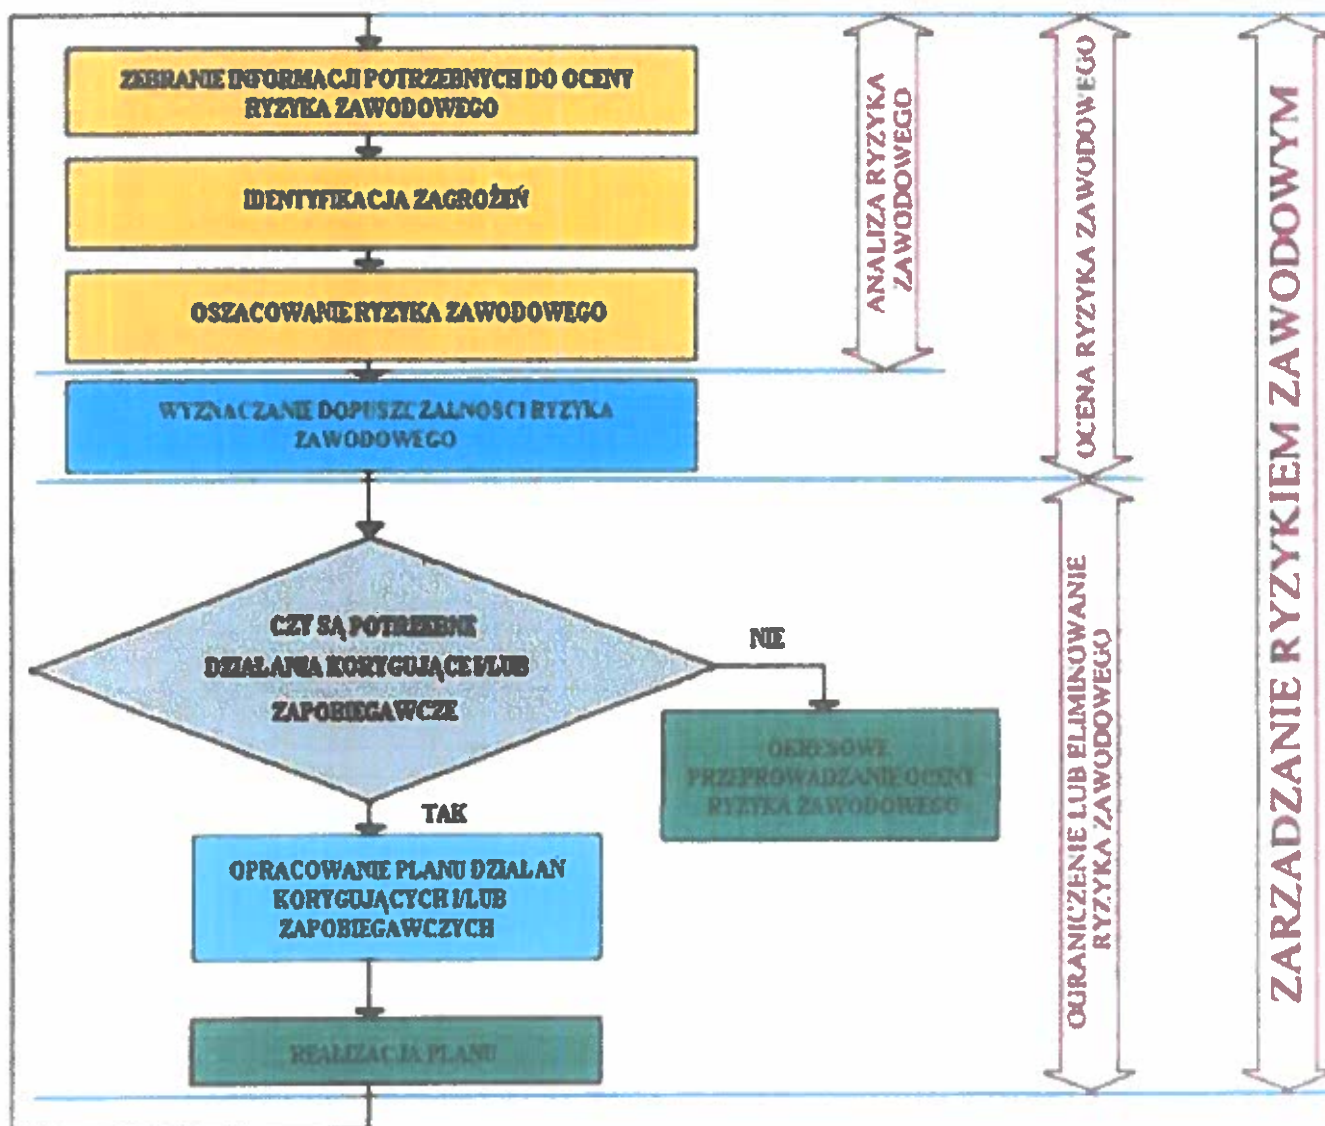 ZEBRANIE INFORMACJI POTRZEBNYCH DO OCENY
RYZYKA ZAWODOWEGO
IDENTYFIKACJA ZAGROŻEŃ
OSZACOWANIE RYZYKA ZAWODOWEGO
WYZNACZANIE DOPUSZCZALNOŚCI RYZYKA
ZAWODOWEGO
CZY SĄ POTRZEBNE
DZIAŁANIA KORYGUJĄCE I/LUB
ZAPOBIEGAWCZE
NIE
OKRESOWE
PRZEPROWADZANIE OCENY
RYZYKA ZAWODOWEGO
TAK
OPRACOWANIE PLANU DZIAŁAŃ
KORYGUJĄCYCH I/LUB
ZAPOBIEGAWCZYCH
REALIZACJA PLANU
ANALIZA RYZYKA
ZAWODOWEGO
OCENA RYZYKA ZAWODOWEGO
OGRANICZENIE LUB ELIMINOWANIE
RYZYKA ZAWODOWEGO
ZARZADZANIE RYZYKIEM ZAWODOWYM